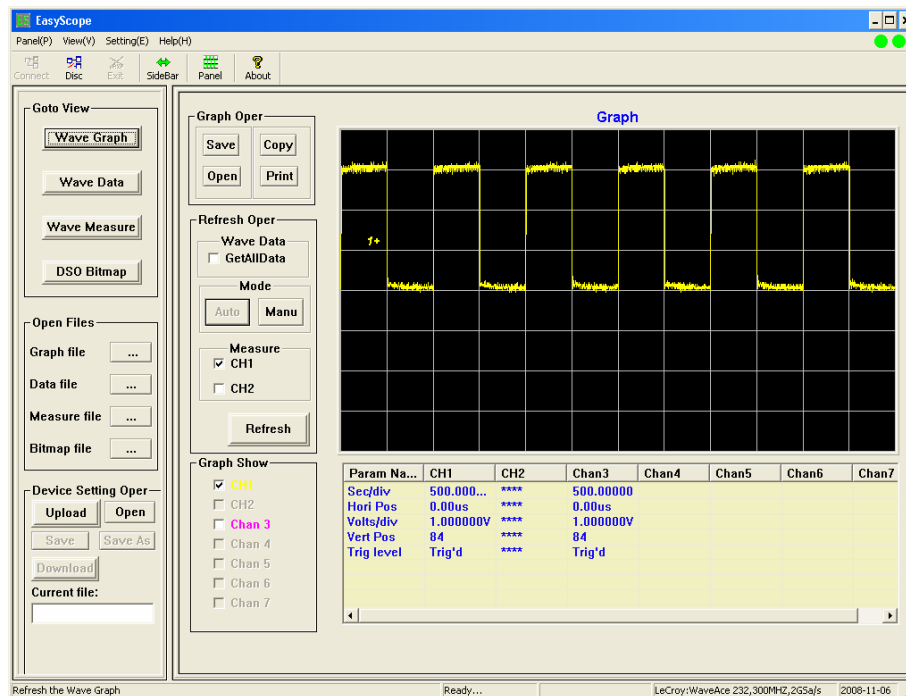 EasyScope
Panel(P) View(V) Setting(E) Help(H)
Connect Disc Exit SideBar Panel About
Goto View
Wave Graph
Wave Data
Wave Measure
DSO Bitmap
Open Files
Graph file ...
Data file ...
Measure file ...
Bitmap file ...
Device Setting Oper
Upload Open
Save Save As
Download
Current file:
Graph Oper
Save Copy
Open Print
Refresh Oper
Wave Data
GetAllData
Mode
Auto Manu
Measure
CH1
CH2
Refresh
Graph Show
CH1
CH2
Chan 3
Chan 4
Chan 5
Chan 6
Chan 7
Graph
1+
Param Na... CH1 CH2 Chan3 Chan4 Chan5 Chan6 Chan7
Sec/div 500.000... **** 500.00000
Hori Pos 0.00us **** 0.00us
Volts/div 1.000000V **** 1.000000V
Vert Pos 84 **** 84
Trig level Trig'd **** Trig'd
Refresh the Wave Graph Ready... LeCroy:WaveAce 232,300MHZ,2GSa/s 2008-11-06